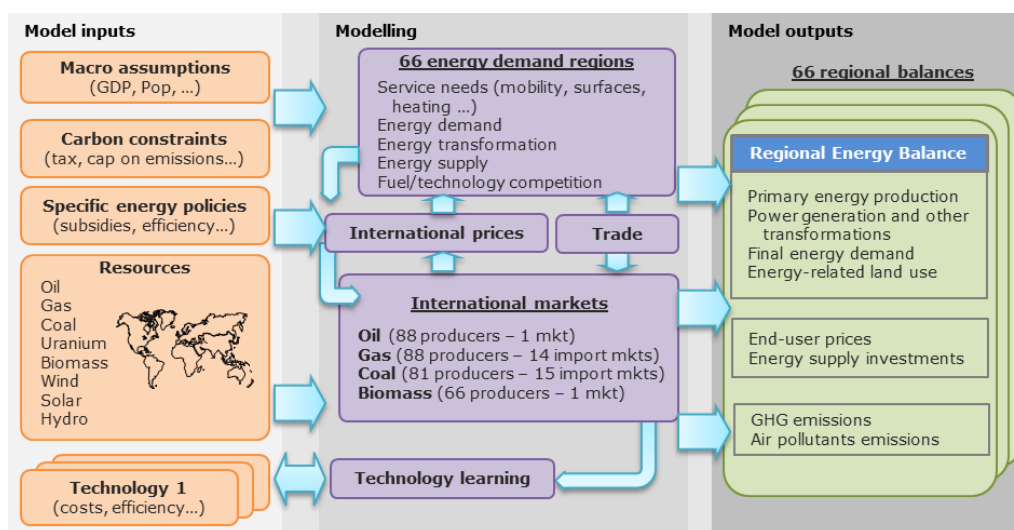 Model inputs
Macro assumptions
(GDP, Pop, ...)
Carbon constraints
(tax, cap on emissions...)
Specific energy policies
(subsidies, efficiency...)
Resources
Oil
Gas
Coal
Uranium
Biomass
Wind
Solar
Hydro
Technology 1
(costs, efficiency...)
Modelling
66 energy demand regions
Service needs (mobility, surfaces,
heating ...)
Energy demand
Energy transformation
Energy supply
Fuel/technology competition
International prices
Trade
International markets
Oil (88 producers – 1 mkt)
Gas (88 producers – 14 import mkts)
Coal (81 producers – 15 import mkts)
Biomass (66 producers – 1 mkt)
Technology learning
Model outputs
66 regional balances
Regional Energy Balance
Primary energy production
Power generation and other
transformations
Final energy demand
Energy-related land use
End-user prices
Energy supply investments
GHG emissions
Air pollutants emissions